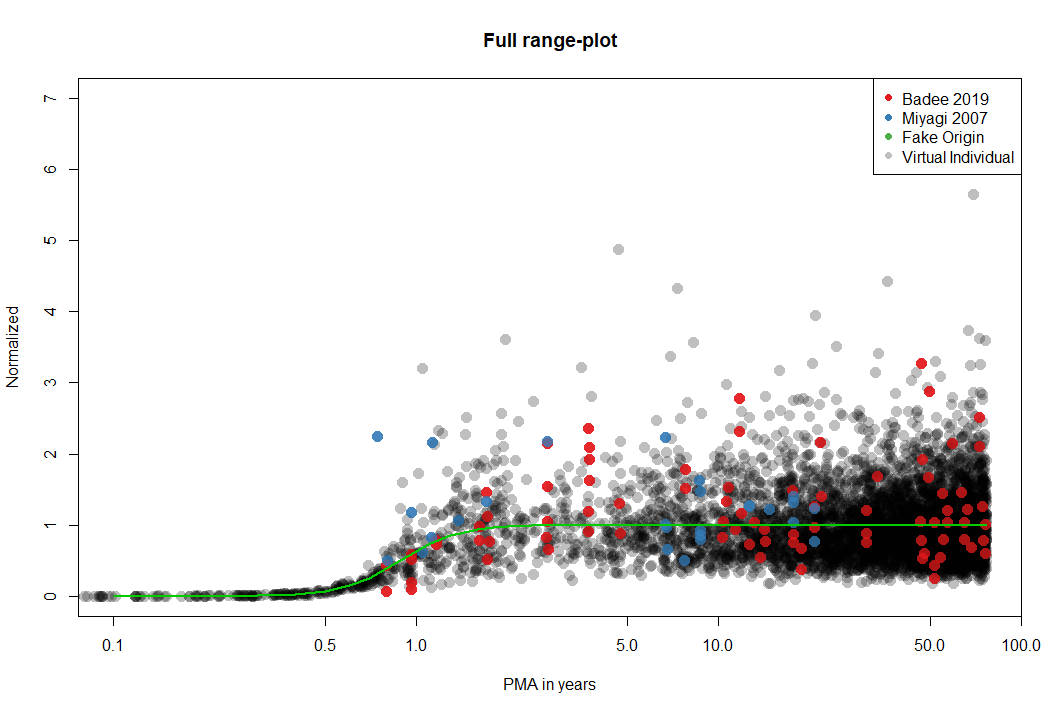 Full range-plot
Badee 2019
Miyagi 2007
Fake Origin
Virtual Individual
Normalized
7
6
5
4
3
2
1
0
0.1 0.5 1.0 5.0 10.0 50.0 100.0
PMA in years